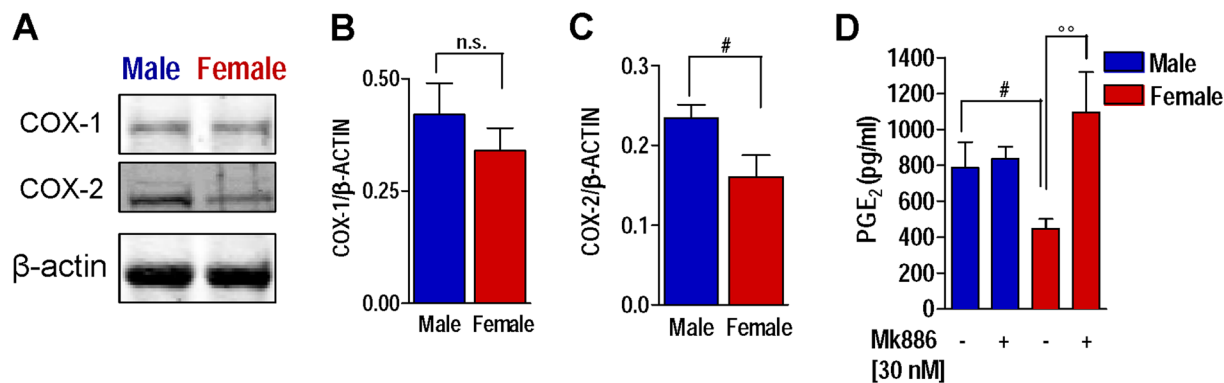 A
Male Female
COX-1
COX-2
β-actin
B
n.s.
COX-1/β-ACTIN
0.50
0.25
0.00
Male Female
C
#
COX-2/β-ACTIN
0.3
0.2
0.1
0.0
Male Female
D
°°
#
Male
Female
PGE2 (pg/ml)
1400
1200
1000
800
600
400
200
0
Mk886 - + - +
[30 nM]